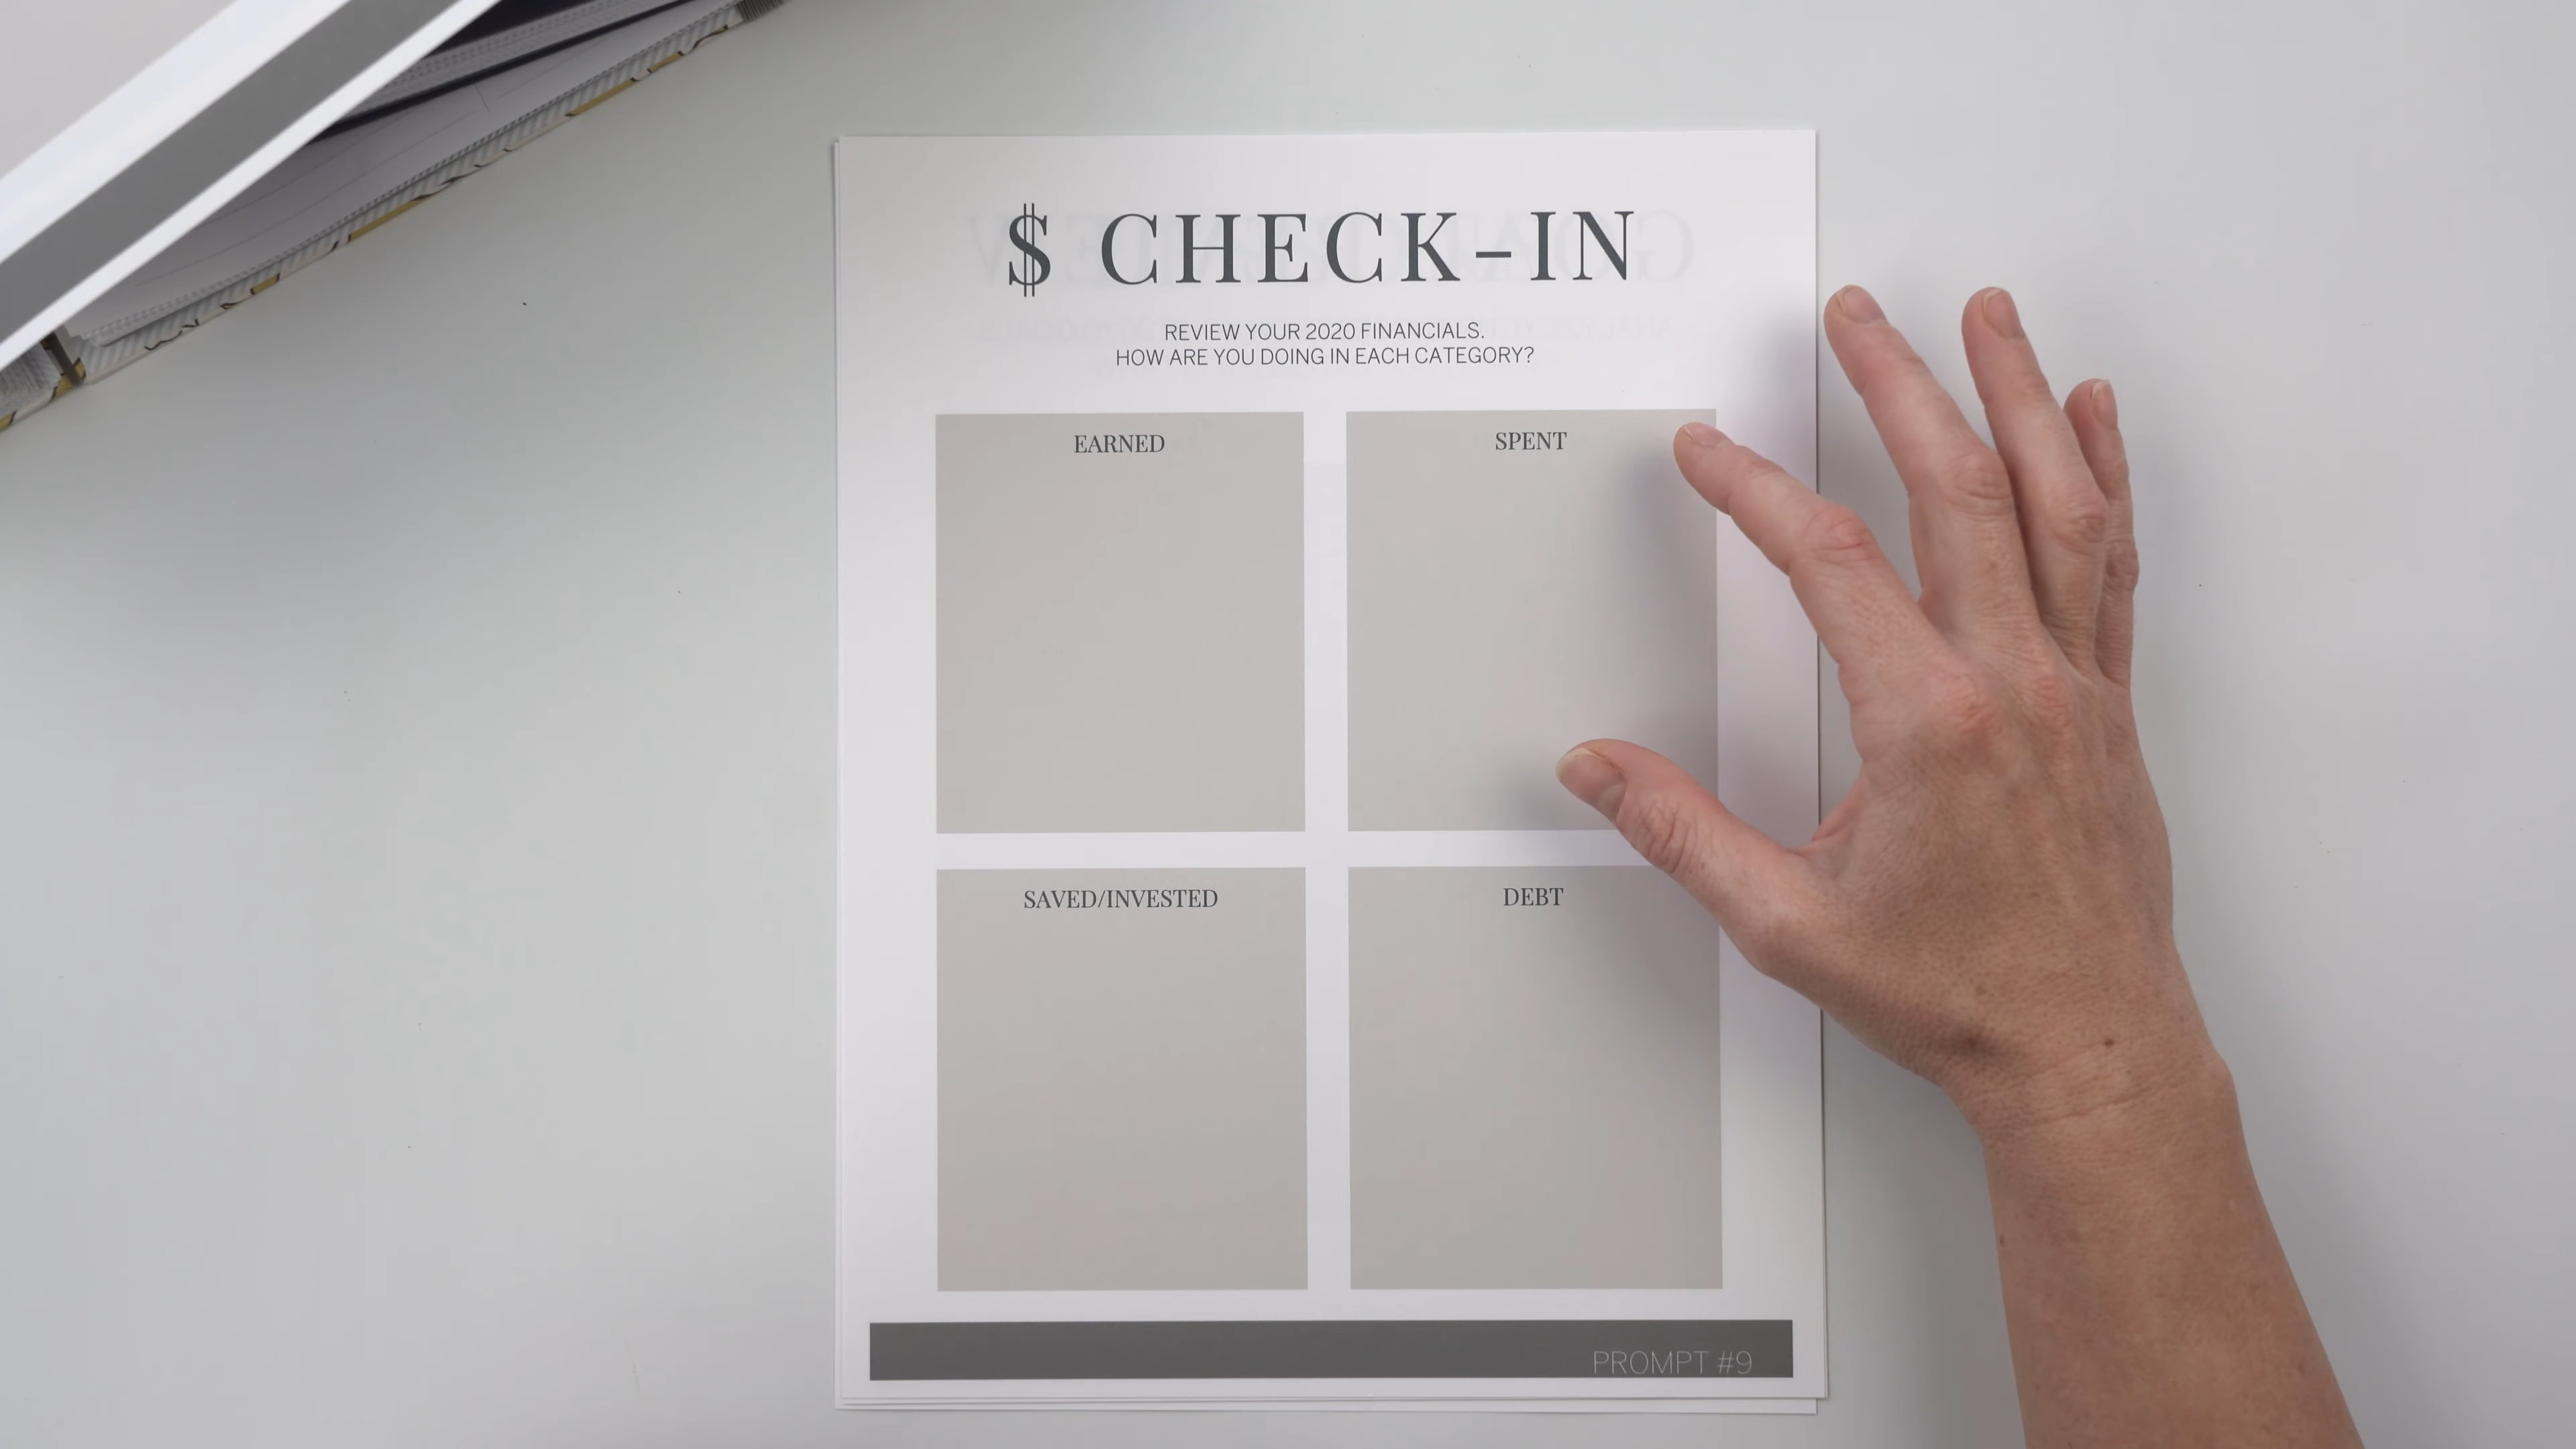 $ CHECK-IN
REVIEW YOUR 2020 FINANCIALS.
HOW ARE YOU DOING IN EACH CATEGORY?
EARNED
SPENT
SAVED/INVESTED
DEBT
PROMPT #9